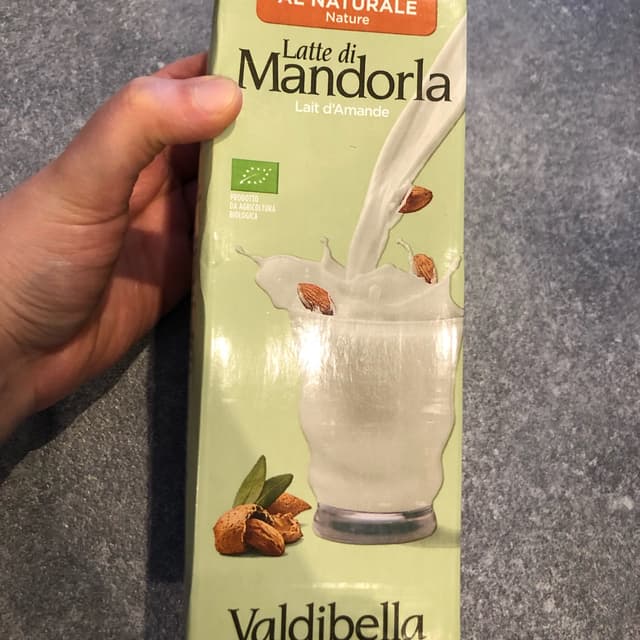 AL NATURALE
Nature
Latte di
Mandorla
Lait d'Amande
PRODOTTO
DA AGRICOLTURA
BIOLOGICA
Valdibella